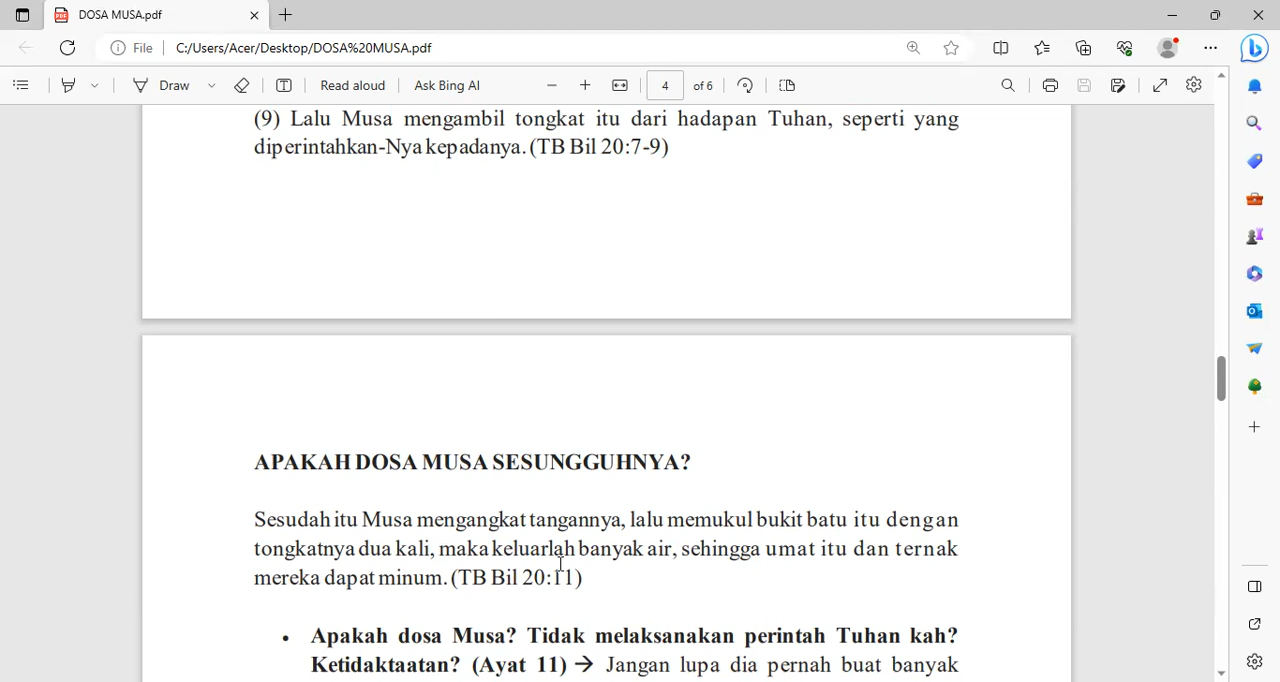 DOSA MUSA.pdf
File C:/Users/Acer/Desktop/DOSA%20MUSA.pdf
Draw Read aloud Ask Bing AI 4 of 6
(9) Lalu Musa mengambil tongkat itu dari hadapan Tuhan, seperti yang
diperintahkan-Nya kepadanya. (TB Bil 20:7-9)
APAKAH DOSA MUSA SESUNGGUHNYA?
Sesudah itu Musa mengangkat tangannya, lalu memukul bukit batu itu dengan
tongkatnya dua kali, maka keluarlah banyak air, sehingga umat itu dan ternak
mereka dapat minum. (TB Bil 20:11)
• Apakah dosa Musa? Tidak melaksanakan perintah Tuhan kah?
Ketidaktaatan? (Ayat 11) → Jangan lupa dia pernah buat banyak